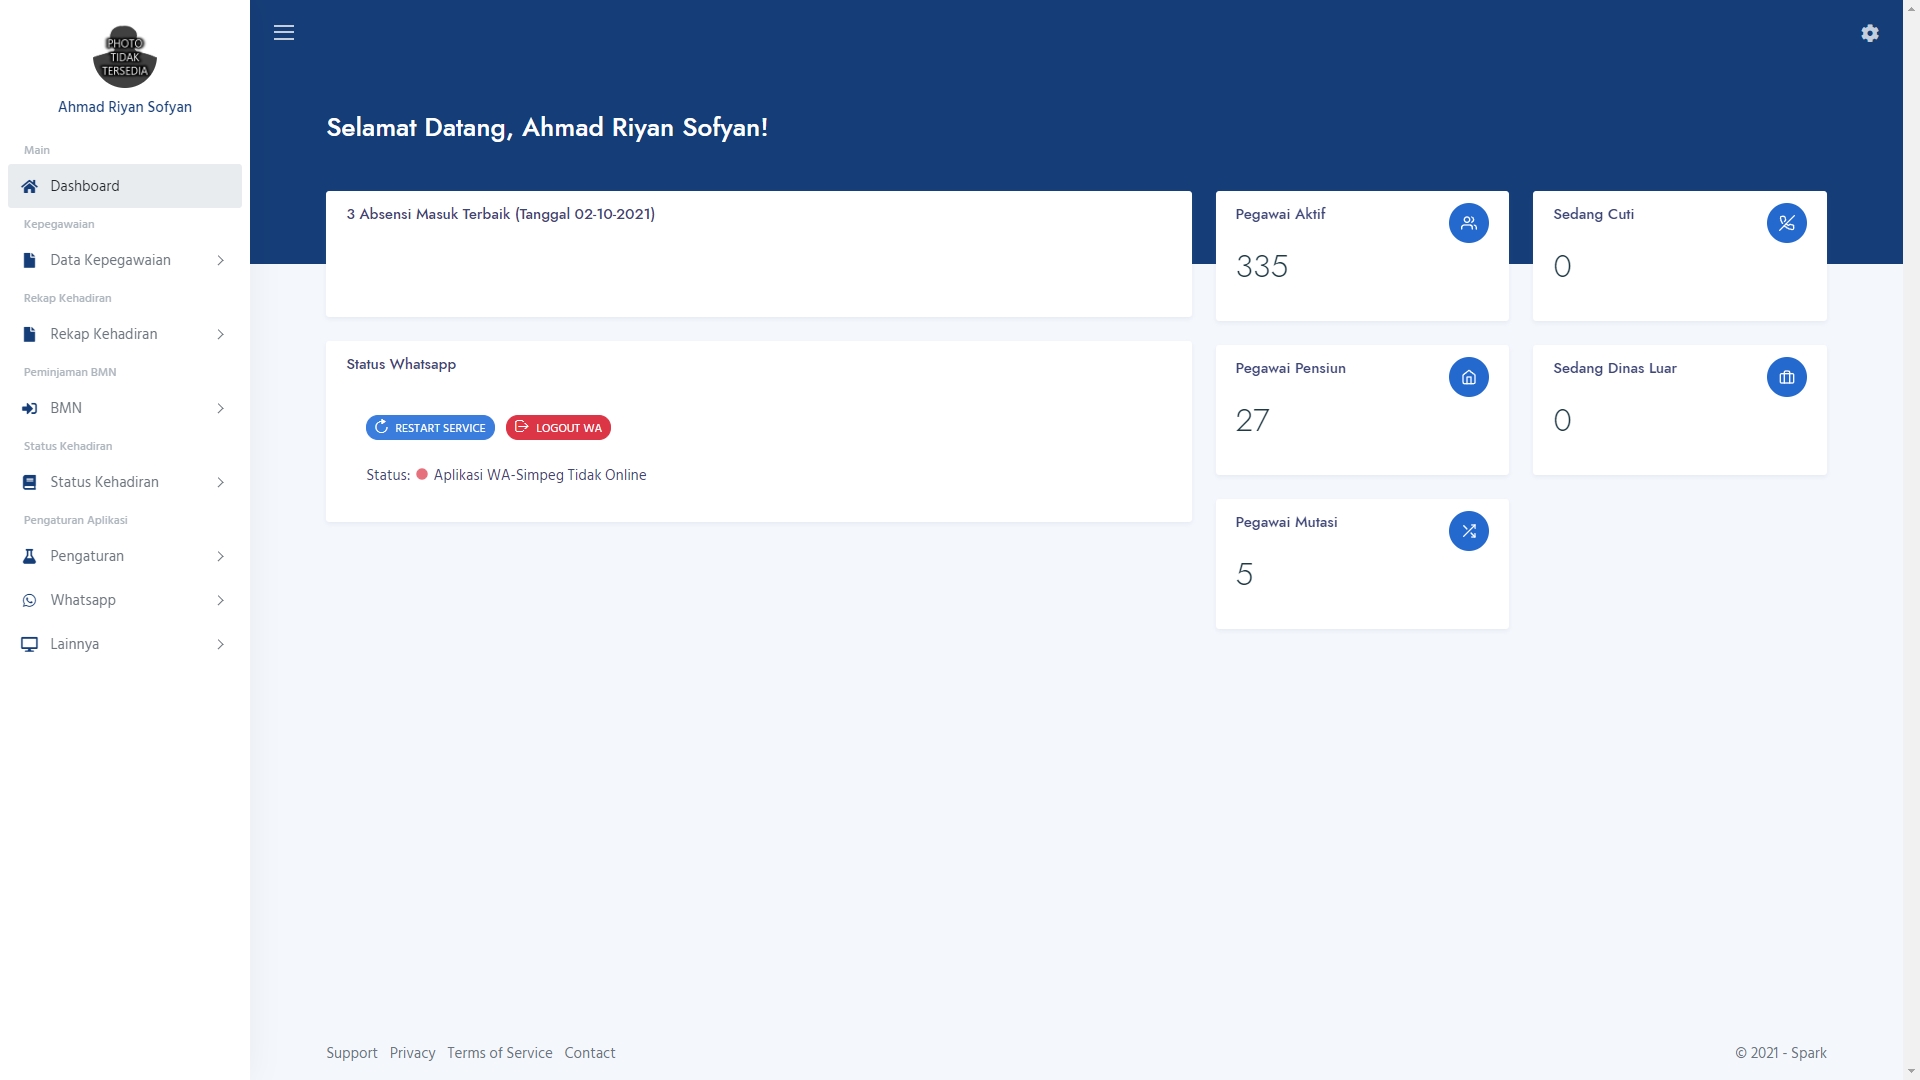 PHOTO
TIDAK
TERSEDIA
Ahmad Riyan Sofyan
Main
Dashboard
Kepegawaian
Data Kepegawaian
Rekap Kehadiran
Rekap Kehadiran
Peminjaman BMN
BMN
Status Kehadiran
Status Kehadiran
Pengaturan Aplikasi
Pengaturan
Whatsapp
Lainnya
Selamat Datang, Ahmad Riyan Sofyan!
3 Absensi Masuk Terbaik (Tanggal 02-10-2021)
Status Whatsapp
RESTART SERVICE LOGOUT WA
Status: Aplikasi WA-Simpeg Tidak Online
Pegawai Aktif
335
Sedang Cuti
0
Pegawai Pensiun
27
Sedang Dinas Luar
0
Pegawai Mutasi
5
Support Privacy Terms of Service Contact
© 2021 - Spark